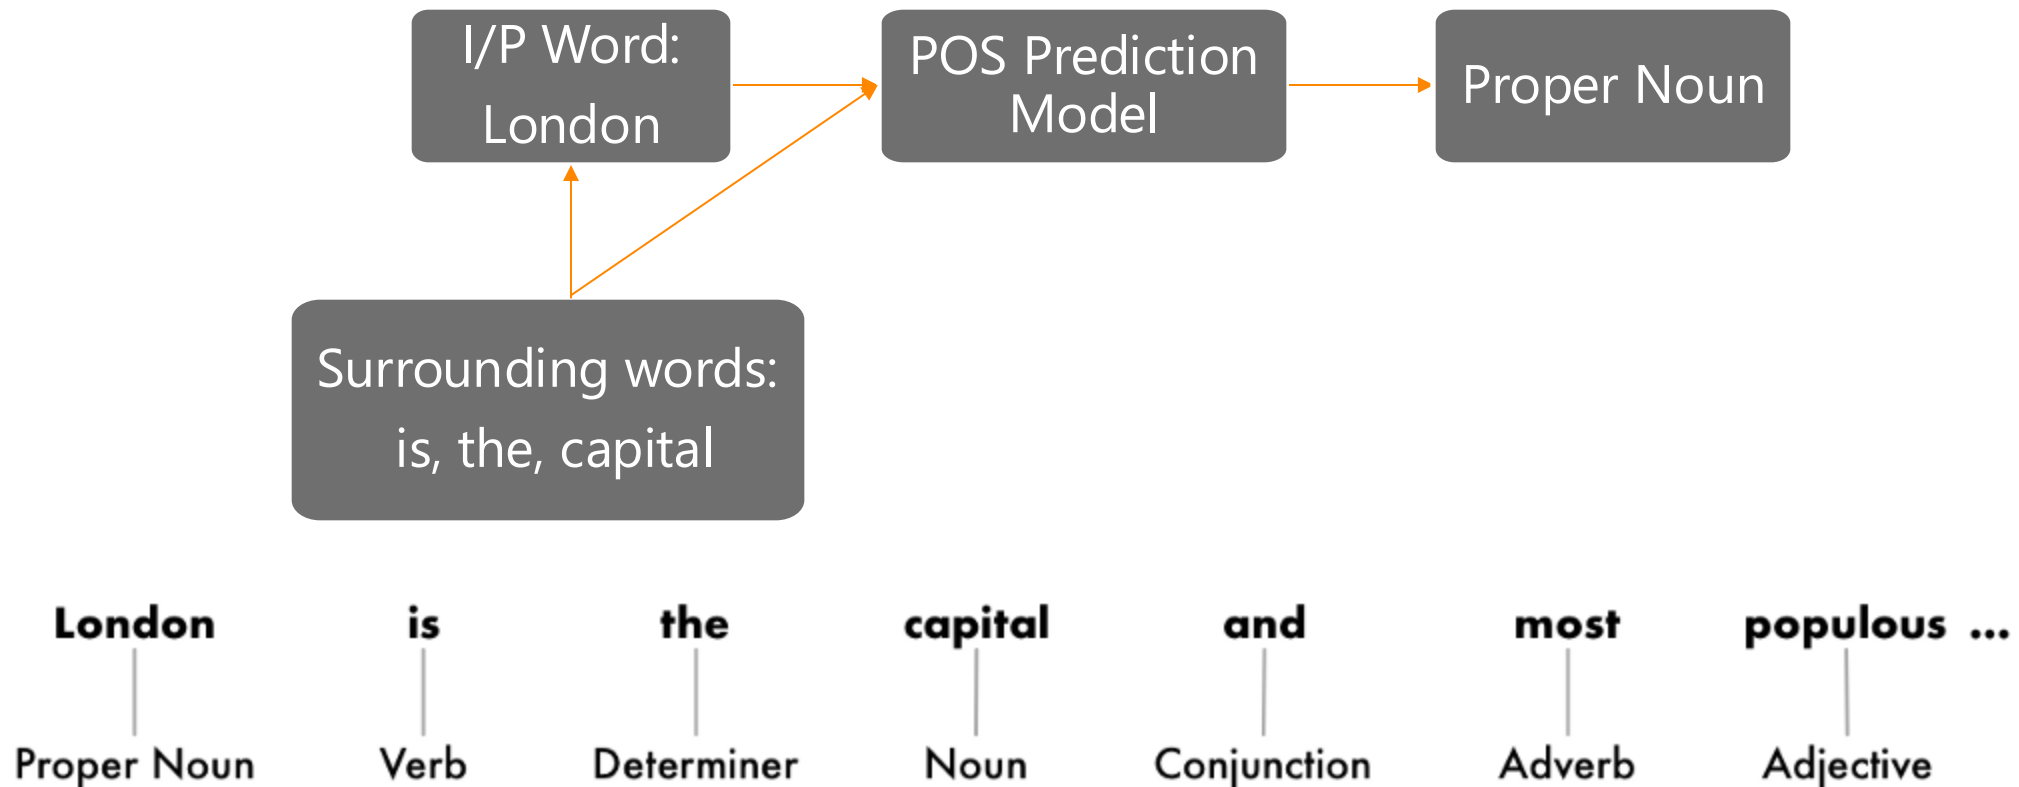 I/P Word:
London
POS Prediction
Model
Proper Noun
Surrounding words:
is, the, capital
London is the capital and most populous ...
Proper Noun Verb Determiner Noun Conjunction Adverb Adjective